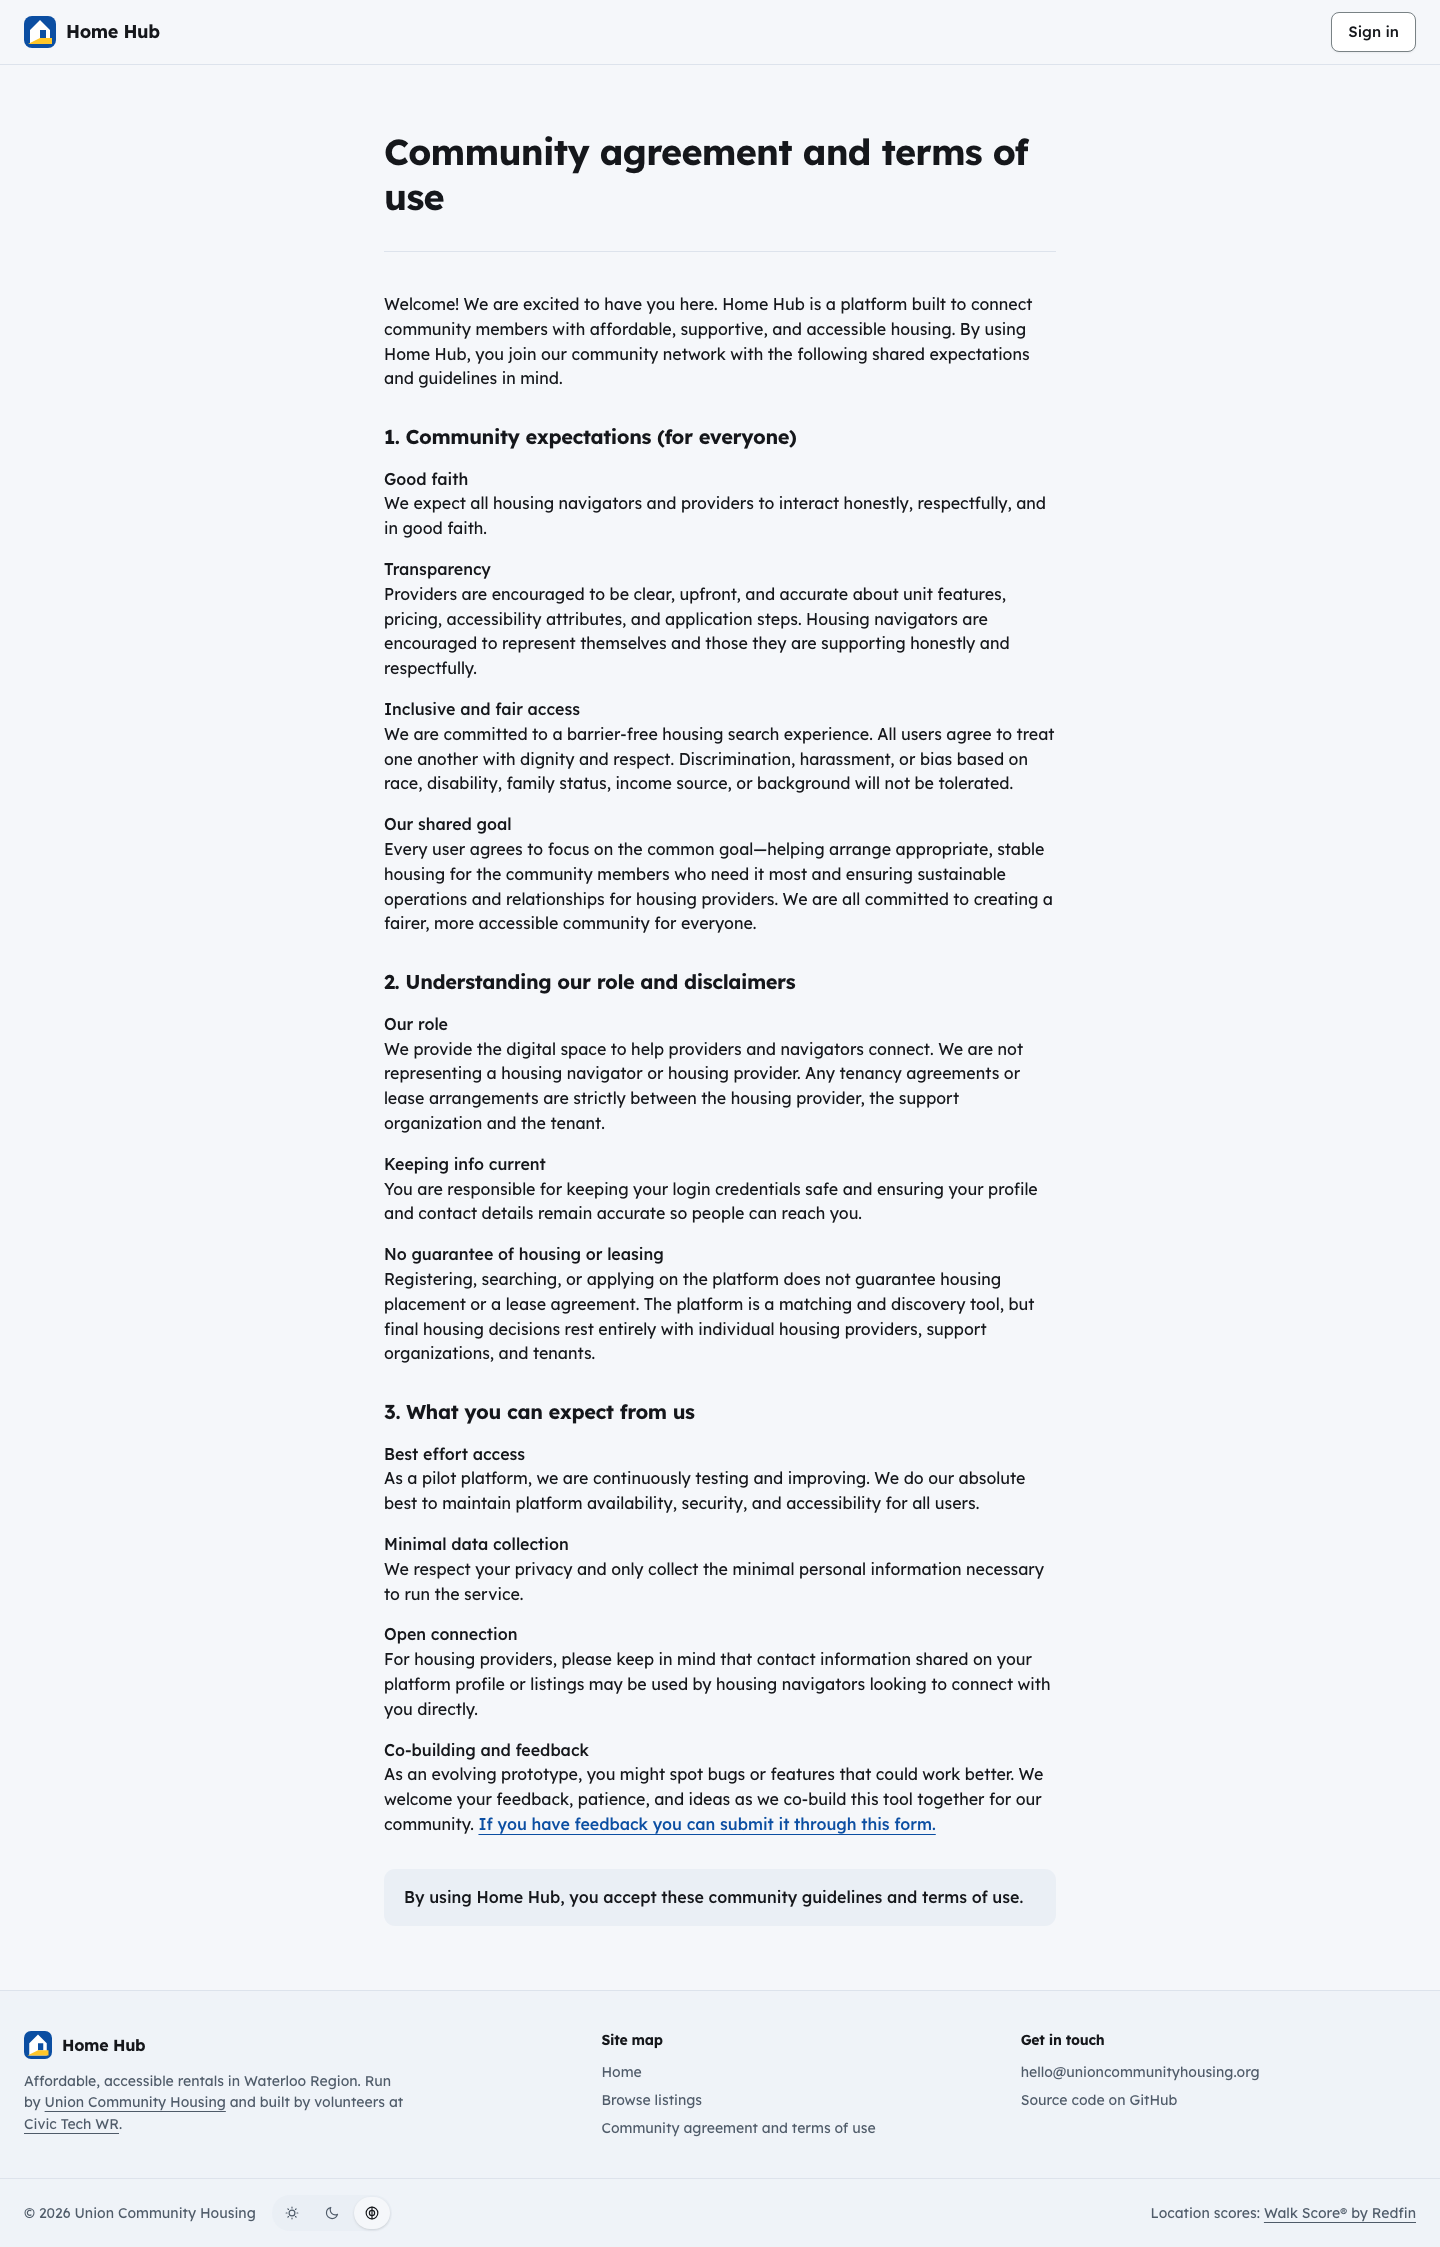 Home Hub
Sign in
Community agreement and terms of
use
Welcome! We are excited to have you here. Home Hub is a platform built to connect
community members with affordable, supportive, and accessible housing. By using
Home Hub, you join our community network with the following shared expectations
and guidelines in mind.
1. Community expectations (for everyone)
Good faith
We expect all housing navigators and providers to interact honestly, respectfully, and
in good faith.
Transparency
Providers are encouraged to be clear, upfront, and accurate about unit features,
pricing, accessibility attributes, and application steps. Housing navigators are
encouraged to represent themselves and those they are supporting honestly and
respectfully.
Inclusive and fair access
We are committed to a barrier-free housing search experience. All users agree to treat
one another with dignity and respect. Discrimination, harassment, or bias based on
race, disability, family status, income source, or background will not be tolerated.
Our shared goal
Every user agrees to focus on the common goal—helping arrange appropriate, stable
housing for the community members who need it most and ensuring sustainable
operations and relationships for housing providers. We are all committed to creating a
fairer, more accessible community for everyone.
2. Understanding our role and disclaimers
Our role
We provide the digital space to help providers and navigators connect. We are not
representing a housing navigator or housing provider. Any tenancy agreements or
lease arrangements are strictly between the housing provider, the support
organization and the tenant.
Keeping info current
You are responsible for keeping your login credentials safe and ensuring your profile
and contact details remain accurate so people can reach you.
No guarantee of housing or leasing
Registering, searching, or applying on the platform does not guarantee housing
placement or a lease agreement. The platform is a matching and discovery tool, but
final housing decisions rest entirely with individual housing providers, support
organizations, and tenants.
3. What you can expect from us
Best effort access
As a pilot platform, we are continuously testing and improving. We do our absolute
best to maintain platform availability, security, and accessibility for all users.
Minimal data collection
We respect your privacy and only collect the minimal personal information necessary
to run the service.
Open connection
For housing providers, please keep in mind that contact information shared on your
platform profile or listings may be used by housing navigators looking to connect with
you directly.
Co-building and feedback
As an evolving prototype, you might spot bugs or features that could work better. We
welcome your feedback, patience, and ideas as we co-build this tool together for our
community. If you have feedback you can submit it through this form.
By using Home Hub, you accept these community guidelines and terms of use.
Home Hub
Affordable, accessible rentals in Waterloo Region. Run
by Union Community Housing and built by volunteers at
Civic Tech WR.
Site map
Home
Browse listings
Community agreement and terms of use
Get in touch
hello@unioncommunityhousing.org
Source code on GitHub
© 2026 Union Community Housing
Location scores: Walk Score® by Redfin